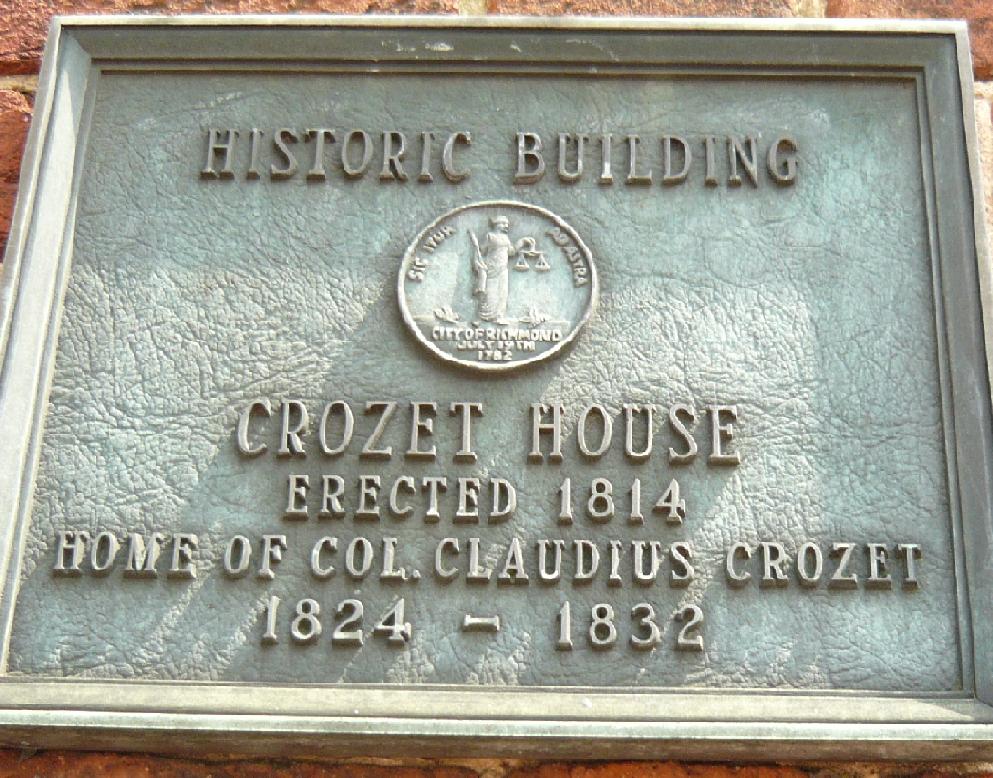 HISTORIC BUILDING
SIC ITUR AD ASTRA
CITY OF RICHMOND
JULY 19TH
1782
CROZET HOUSE
ERECTED 1814
HOME OF COL. CLAUDIUS CROZET
1824 - 1832